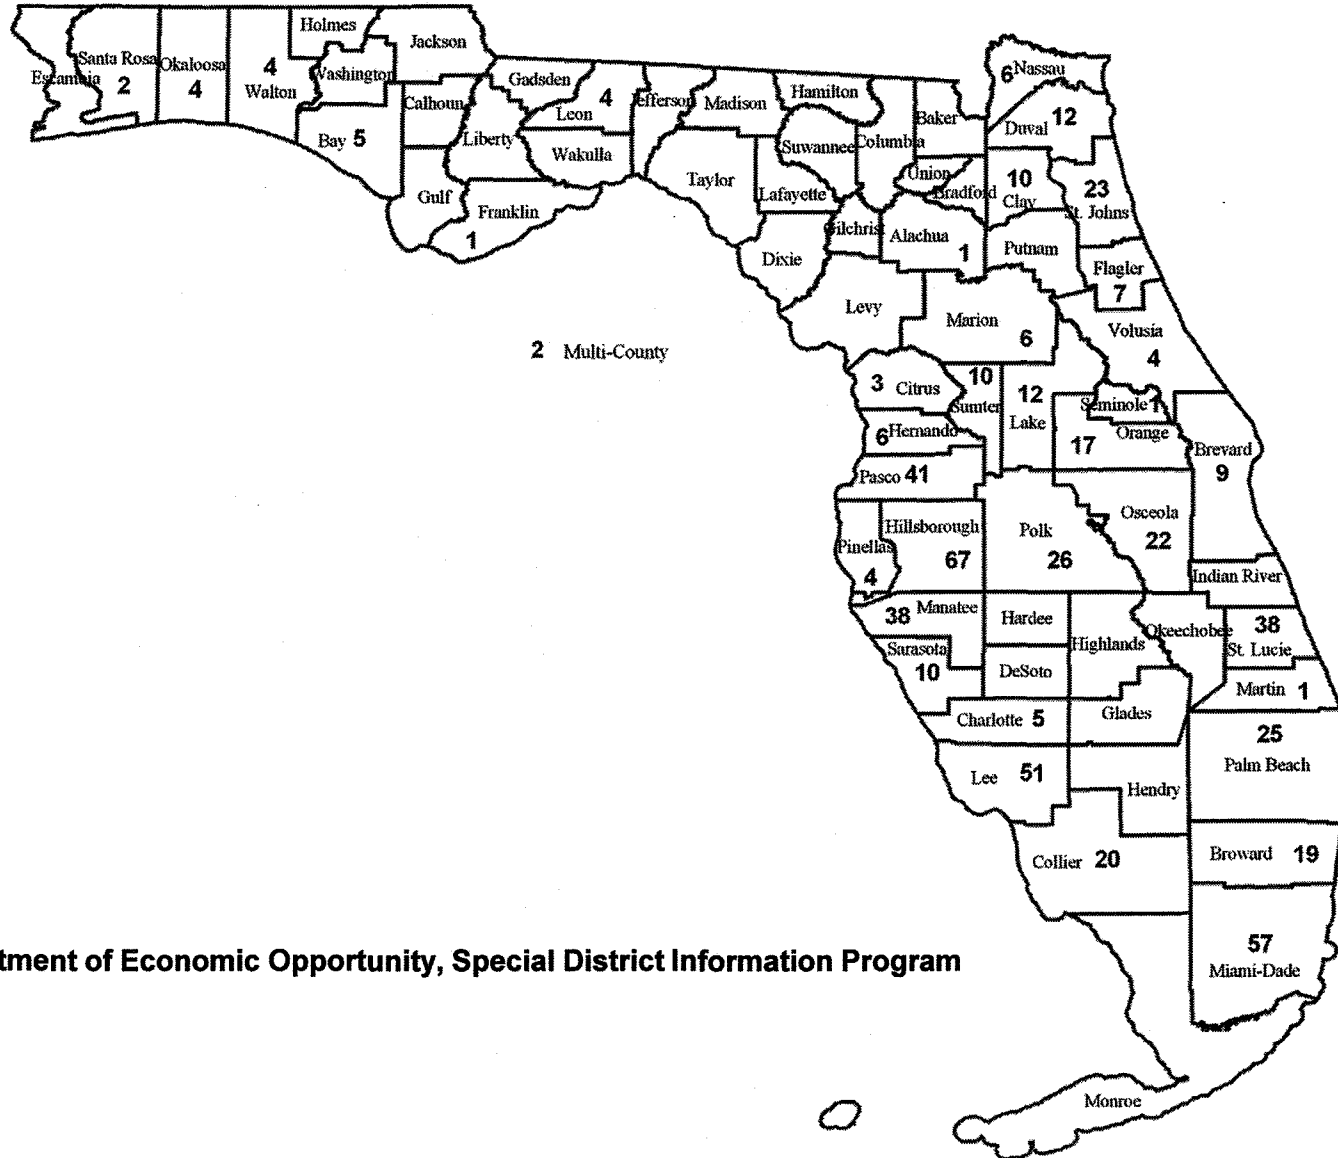 Holmes
Jackson
Santa Rosa
2
Okaloosa
4
4
Walton
Escambia
Washington
Bay 5
Calhoun
Gulf
Gadsden
Liberty
Leon 4
Wakulla
Franklin
1
Jefferson
Madison
Taylor
Hamilton
Suwannee
Lafayette
Dixie
Columbia
Gilchrist
Baker
Union
Bradford
Alachua
1
6 Nassau
Duval 12
10
Clay
23
St. Johns
Putnam
Flagler
7
Levy
Marion
6
Volusia
4
2 Multi-County
3 Citrus
10
Sumter
12
Lake
Seminole 1
17 Orange
6 Hernando
Pasco 41
Brevard
9
Pinellas
4
Hillsborough
67
Polk
26
Osceola
22
Indian River
38 Manatee
Hardee
Highlands
Okeechobee
38
St. Lucie
Sarasota
10
DeSoto
Martin 1
Charlotte 5
Glades
25
Palm Beach
Lee 51
Hendry
Collier 20
Broward 19
57
Miami-Dade
tment of Economic Opportunity, Special District Information Program
Monroe